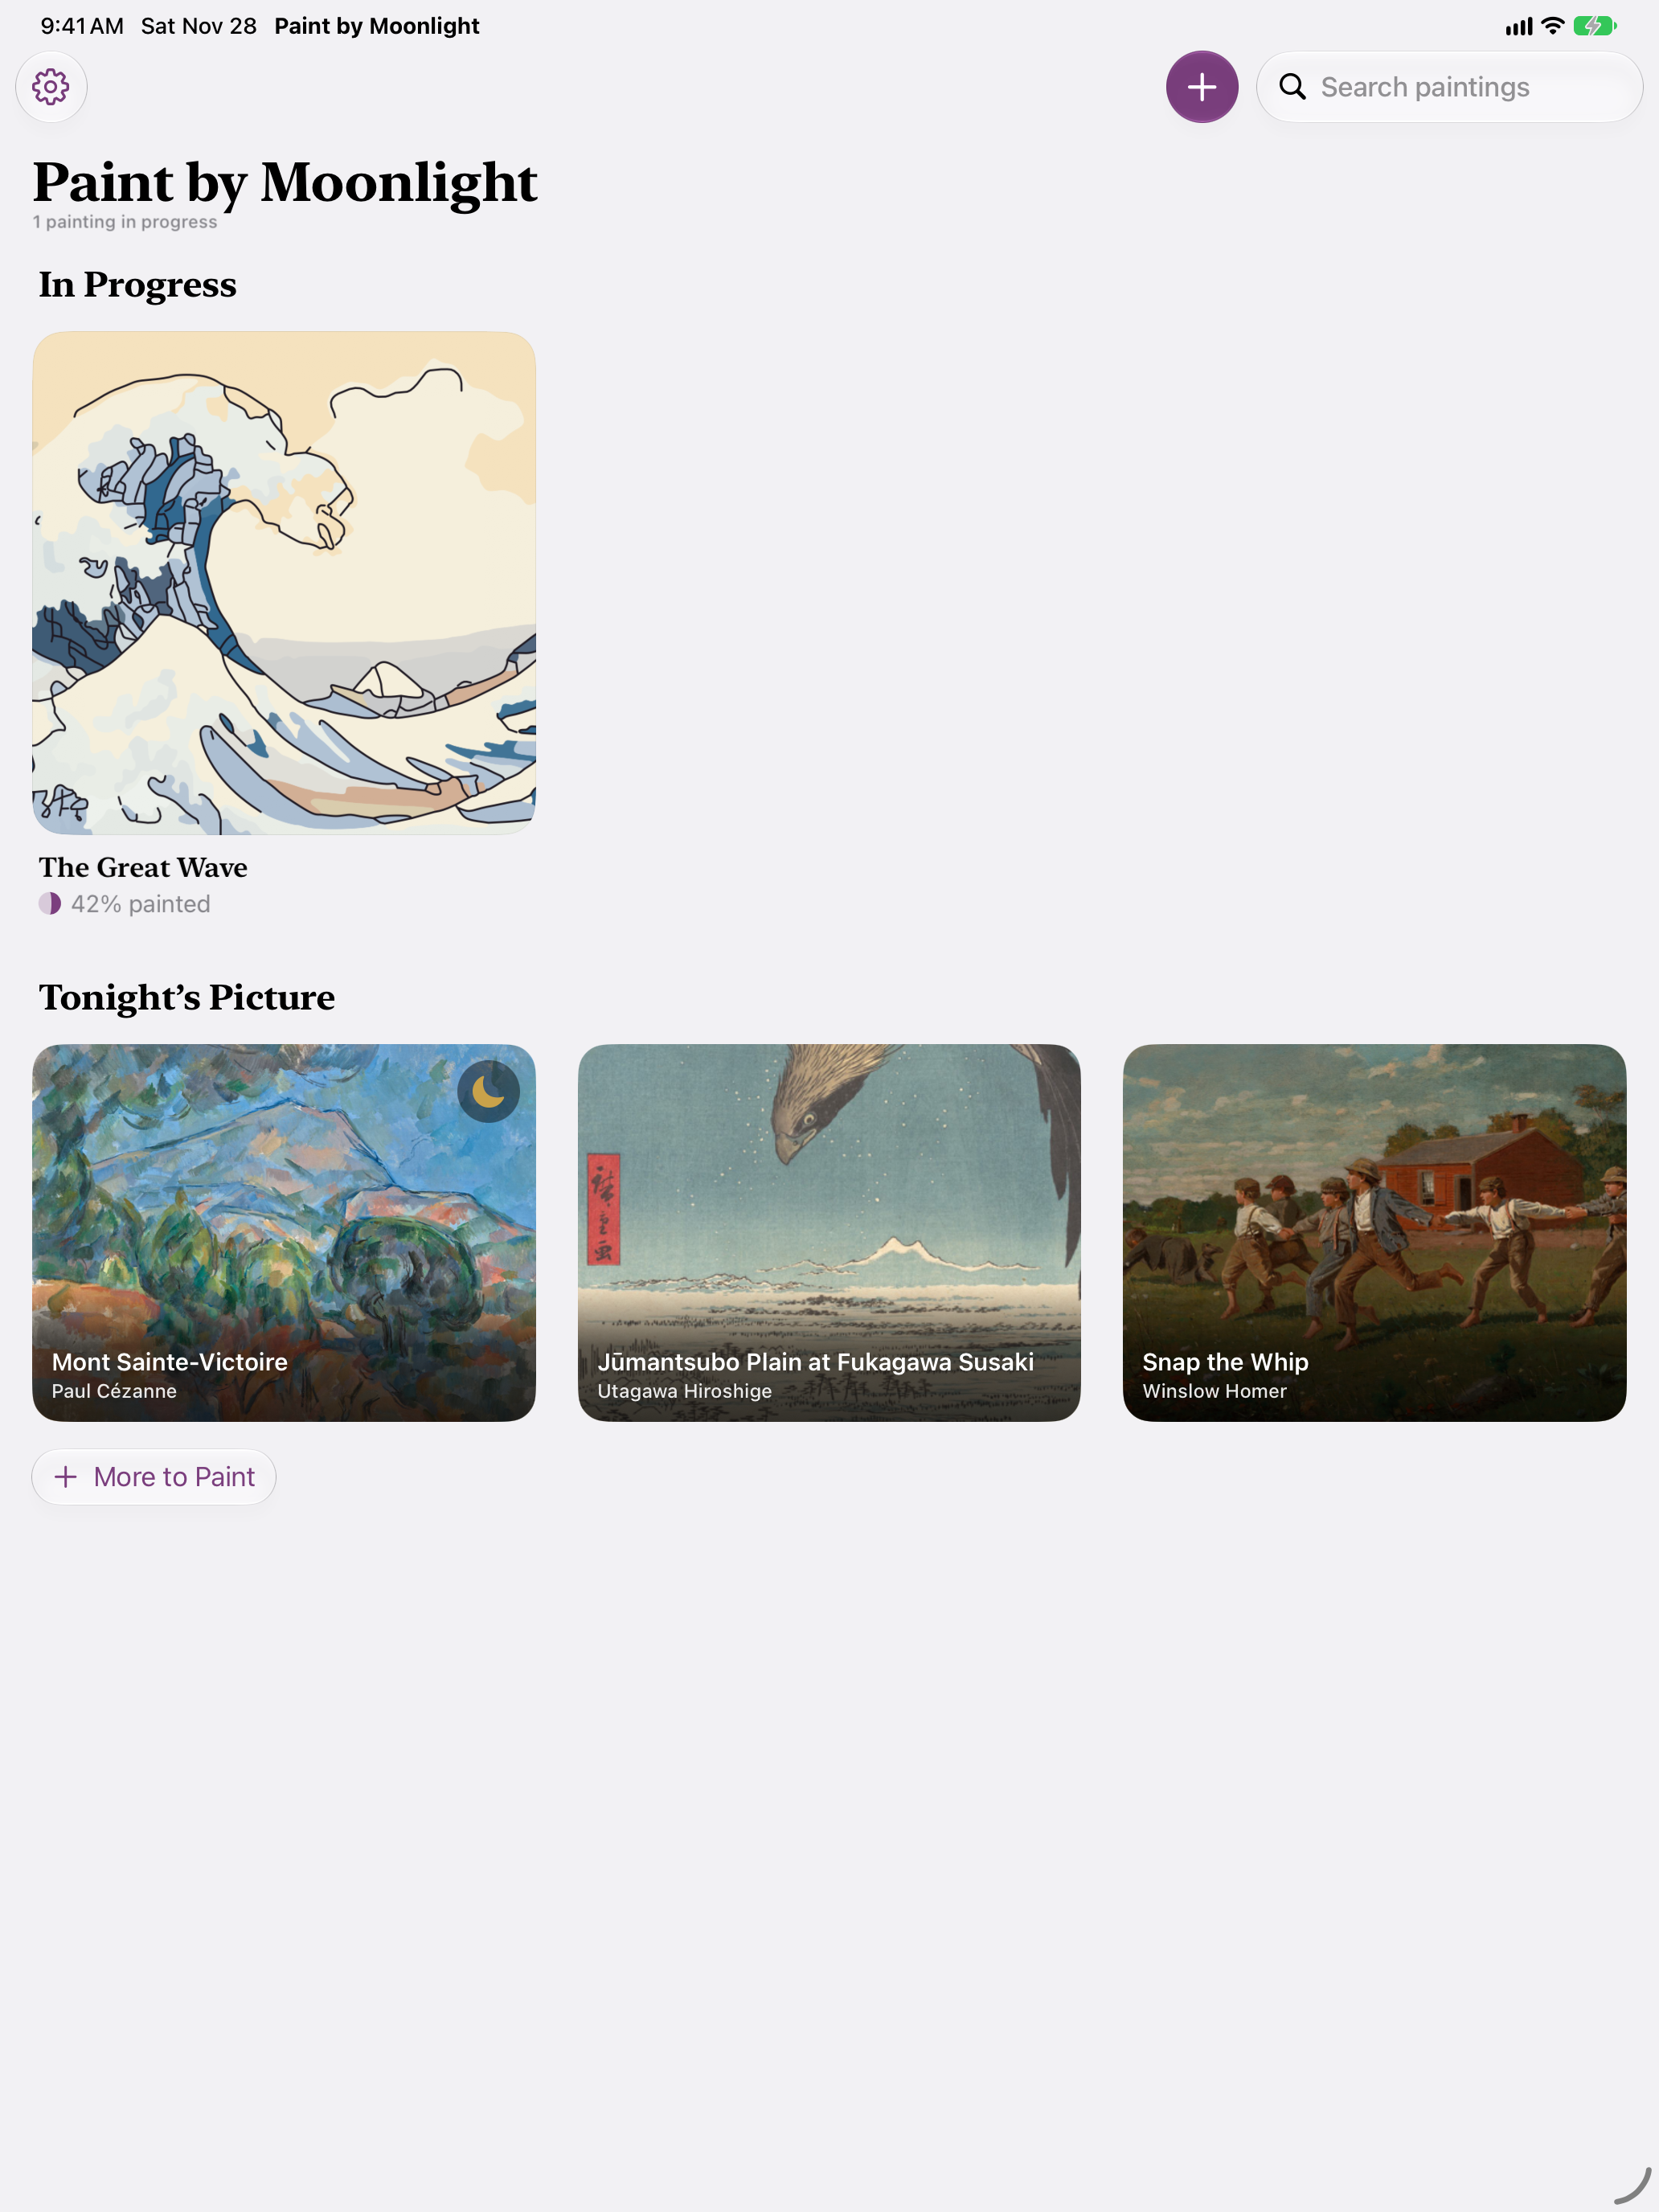 9:41 AM Sat Nov 28 Paint by Moonlight
Search paintings
Paint by Moonlight
1 painting in progress
In Progress
The Great Wave
42% painted
Tonight’s Picture
Mont Sainte-Victoire
Paul Cézanne
Jūmantsubo Plain at Fukagawa Susaki
Utagawa Hiroshige
Snap the Whip
Winslow Homer
More to Paint